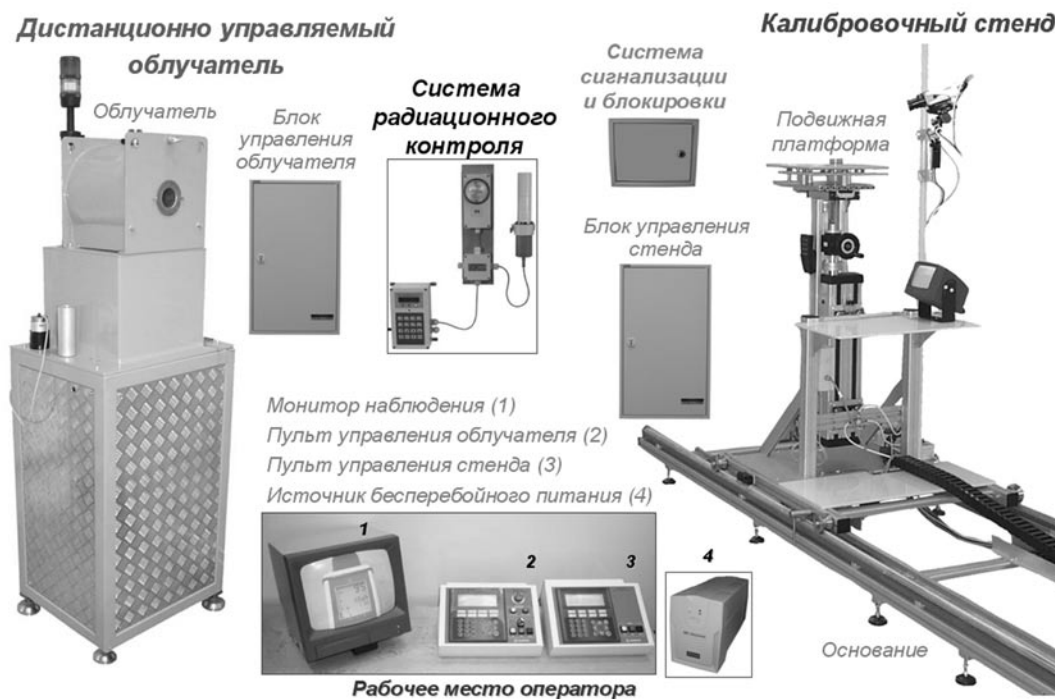 Дистанционно управляемый
облучатель
Облучатель
Блок
управления
облучателя
Система
радиационного
контроля
Система
сигнализации
и блокировки
Блок управления
стенда
Калибровочный стенд
Подвижная
платформа
Монитор наблюдения (1)
Пульт управления облучателя (2)
Пульт управления стенда (3)
Источник бесперебойного питания (4)
1
2
3
4
Рабочее место оператора
Основание